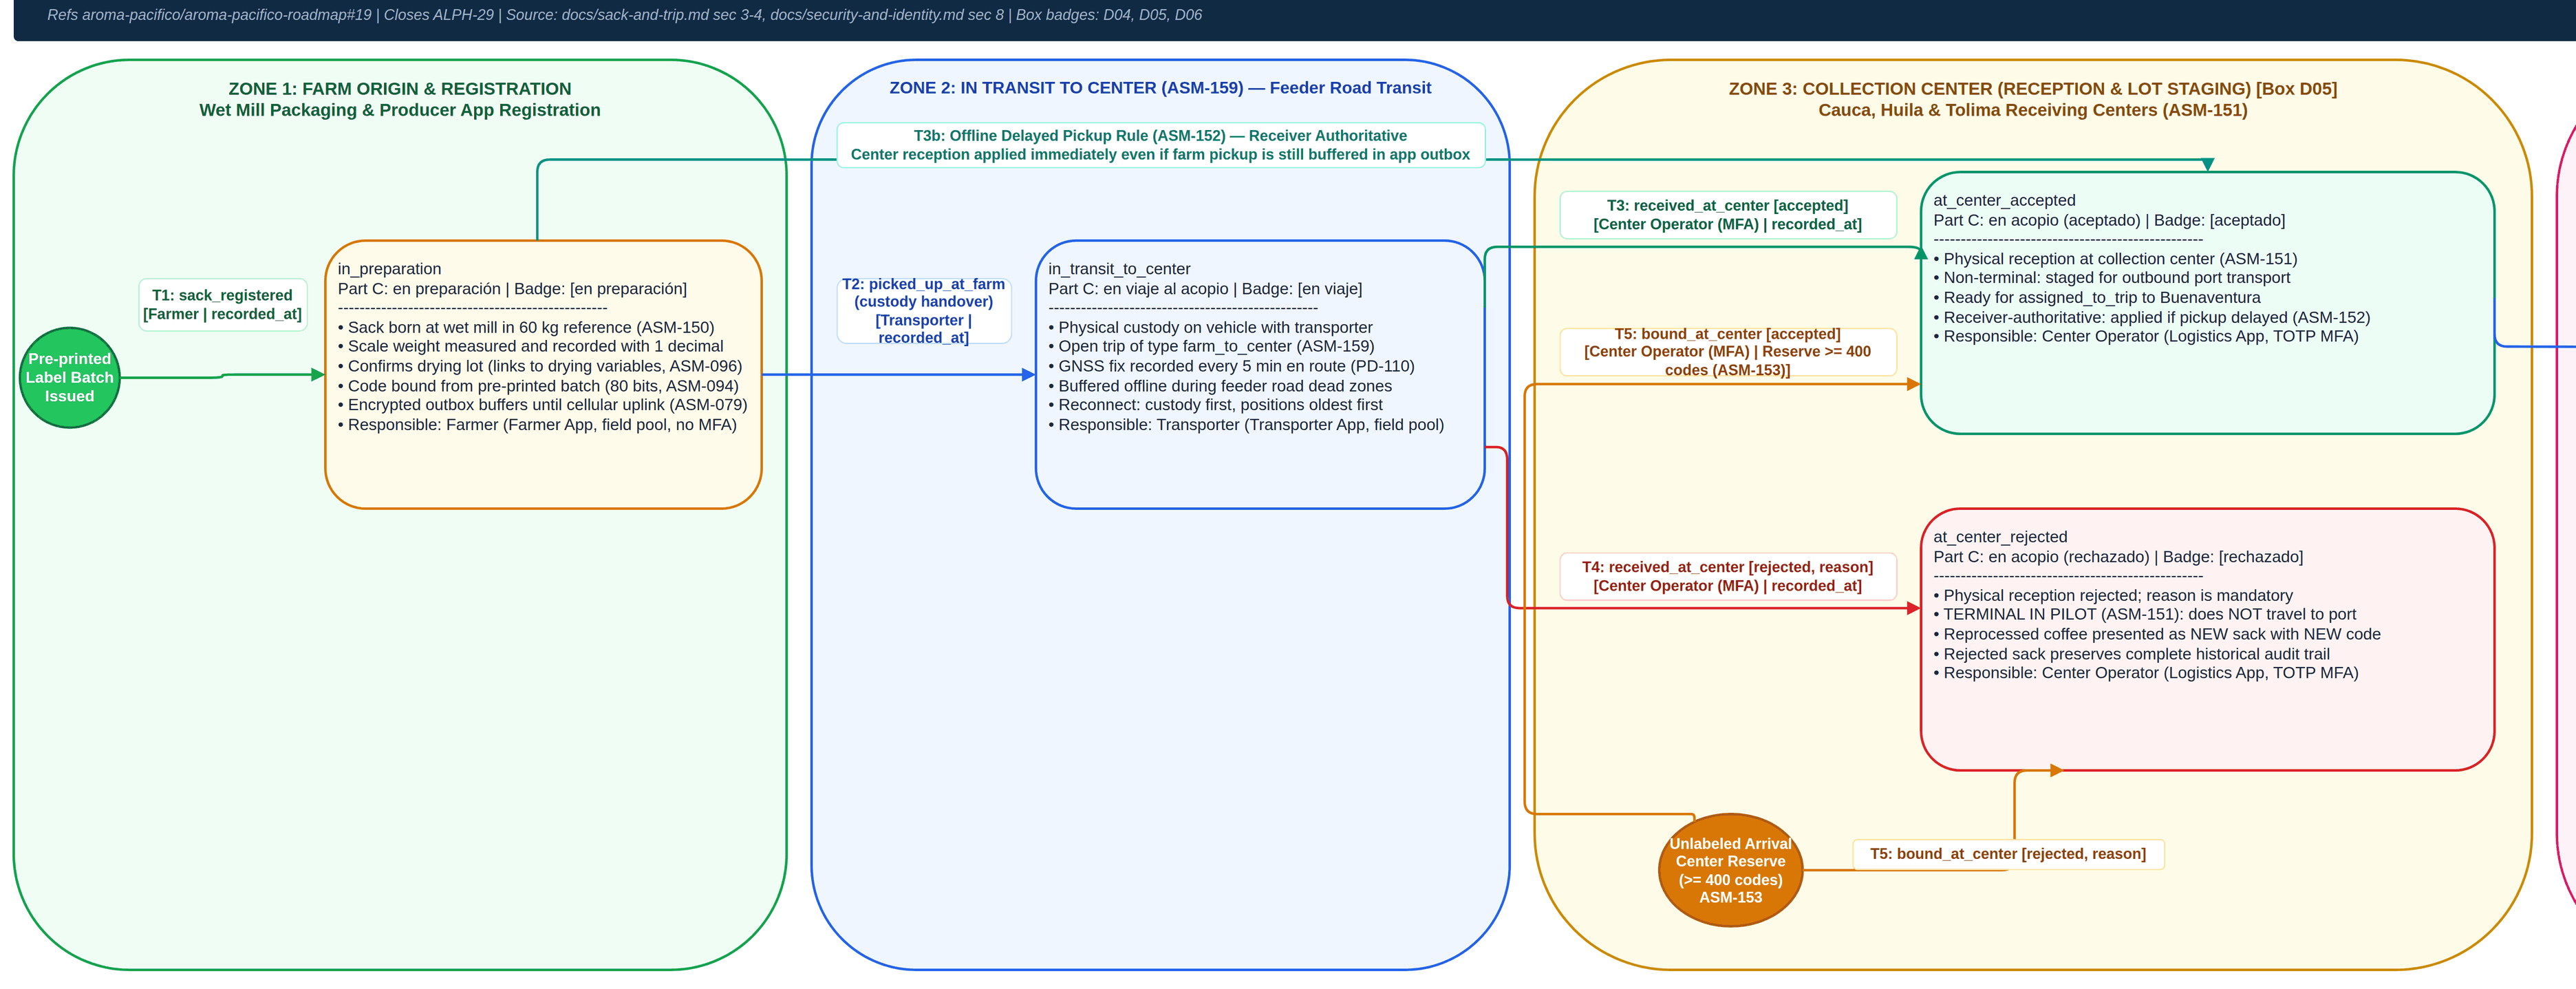 Refs aroma-pacifico/aroma-pacifico-roadmap#19 | Closes ALPH-29 | Source: docs/sack-and-trip.md sec 3-4, docs/security-and-identity.md sec 8 | Box badges: D04, D05, D06
ZONE 1: FARM ORIGIN & REGISTRATION
Wet Mill Packaging & Producer App Registration
Pre-printed
Label Batch
Issued
T1: sack_registered
[Farmer | recorded_at]
in_preparation
Part C: en preparación | Badge: [en preparación]
--------------------------------------------------
• Sack born at wet mill in 60 kg reference (ASM-150)
• Scale weight measured and recorded with 1 decimal
• Confirms drying lot (links to drying variables, ASM-096)
• Code bound from pre-printed batch (80 bits, ASM-094)
• Encrypted outbox buffers until cellular uplink (ASM-079)
• Responsible: Farmer (Farmer App, field pool, no MFA)
ZONE 2: IN TRANSIT TO CENTER (ASM-159) — Feeder Road Transit
T3b: Offline Delayed Pickup Rule (ASM-152) — Receiver Authoritative
Center reception applied immediately even if farm pickup is still buffered in app outbox
T2: picked_up_at_farm
(custody handover)
[Transporter |
recorded_at]
in_transit_to_center
Part C: en viaje al acopio | Badge: [en viaje]
--------------------------------------------------
• Physical custody on vehicle with transporter
• Open trip of type farm_to_center (ASM-159)
• GNSS fix recorded every 5 min en route (PD-110)
• Buffered offline during feeder road dead zones
• Reconnect: custody first, positions oldest first
• Responsible: Transporter (Transporter App, field pool)
ZONE 3: COLLECTION CENTER (RECEPTION & LOT STAGING) [Box D05]
Cauca, Huila & Tolima Receiving Centers (ASM-151)
T3: received_at_center [accepted]
[Center Operator (MFA) | recorded_at]
T5: bound_at_center [accepted]
[Center Operator (MFA) | Reserve >= 400
codes (ASM-153)]
at_center_accepted
Part C: en acopio (aceptado) | Badge: [aceptado]
--------------------------------------------------
• Physical reception at collection center (ASM-151)
• Non-terminal: staged for outbound port transport
• Ready for assigned_to_trip to Buenaventura
• Receiver-authoritative: applied if pickup delayed (ASM-152)
• Responsible: Center Operator (Logistics App, TOTP MFA)
T4: received_at_center [rejected, reason]
[Center Operator (MFA) | recorded_at]
at_center_rejected
Part C: en acopio (rechazado) | Badge: [rechazado]
--------------------------------------------------
• Physical reception rejected; reason is mandatory
• TERMINAL IN PILOT (ASM-151): does NOT travel to port
• Reprocessed coffee presented as NEW sack with NEW code
• Rejected sack preserves complete historical audit trail
• Responsible: Center Operator (Logistics App, TOTP MFA)
Unlabeled Arrival
Center Reserve
(>= 400 codes)
ASM-153
T5: bound_at_center [rejected, reason]